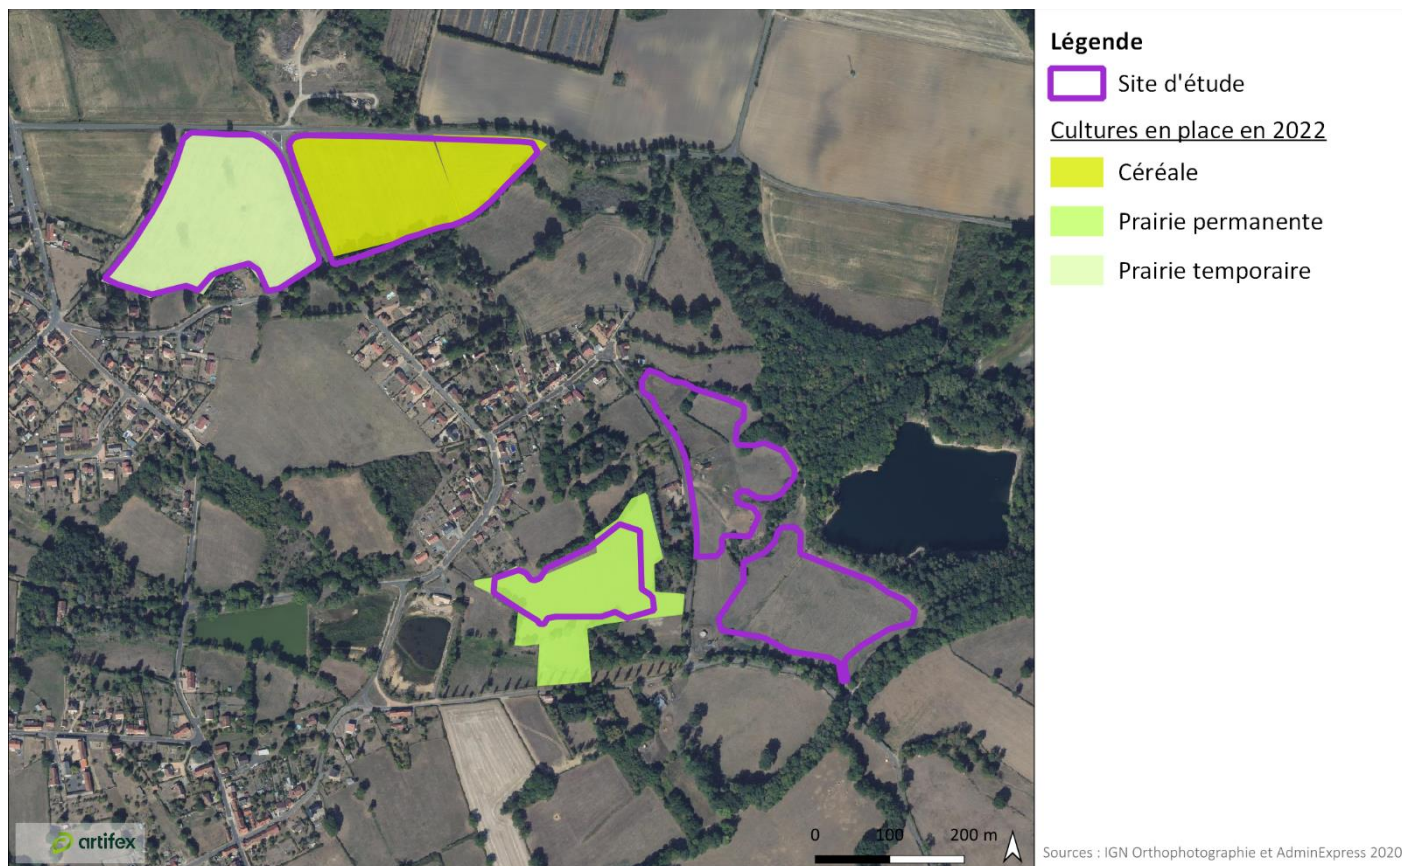 Légende
Site d'étude
Cultures en place en 2022
Céréale
Prairie permanente
Prairie temporaire
artifex
0 100 200 m
Sources : IGN Orthophotographie et AdminExpress 2020